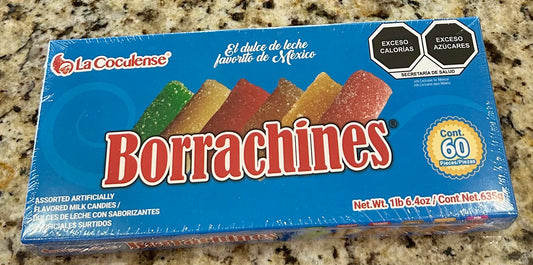 La Coculense®
El dulce de leche
favorito de México
EXCESO
CALORÍAS
EXCESO
AZÚCARES
SECRETARÍA DE SALUD
Borrachines®
Cont.
60
Pieces/Piezas
ASSORTED ARTIFICIALLY
FLAVORED MILK CANDIES/
DULCES DE LECHE CON SABORIZANTES
ARTIFICIALES SURTIDOS
Net.Wt. 1lb 6.4oz/ Cont.Net.635g